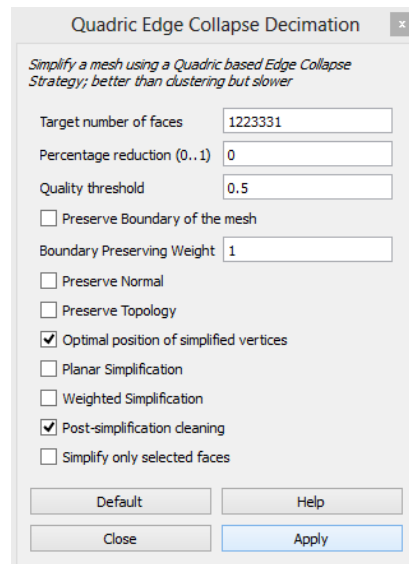 Quadric Edge Collapse Decimation
x
Simplify a mesh using a Quadric based Edge Collapse
Strategy; better than clustering but slower
Target number of faces 1223331
Percentage reduction (0..1) 0
Quality threshold 0.5
Preserve Boundary of the mesh
Boundary Preserving Weight 1
Preserve Normal
Preserve Topology
Optimal position of simplified vertices
Planar Simplification
Weighted Simplification
Post-simplification cleaning
Simplify only selected faces
Default Help
Close Apply